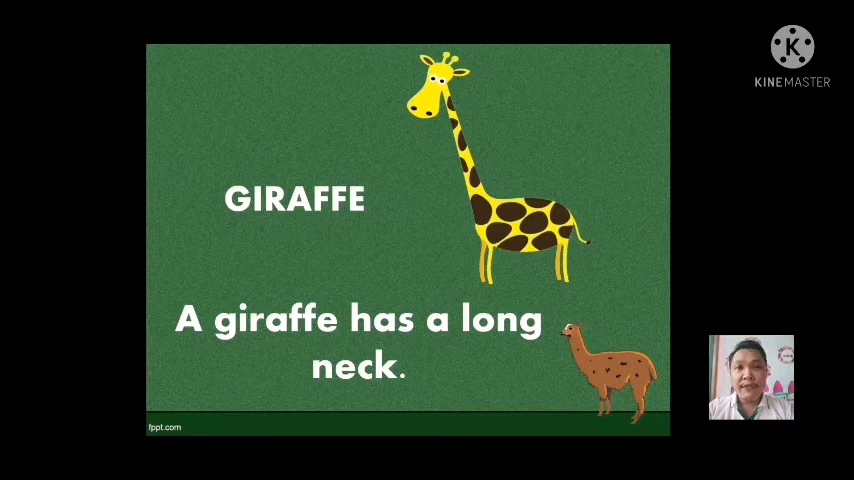 K
KINEMASTER
GIRAFFE
A giraffe has a long
neck.
fppt.com